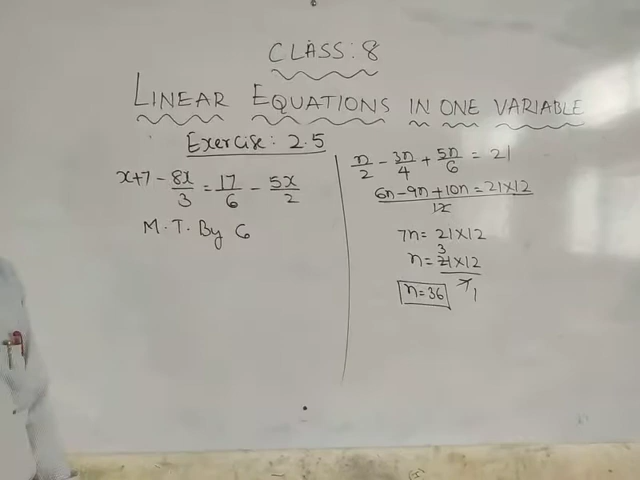 CLASS: 8
LINEAR EQUATIONS IN ONE VARIABLE
Exercise: 2.5
x+7 - 8x/3 = 17/6 - 5x/2
M.T. By 6
n/2 - 3n/4 + 5n/6 = 21
6n-9n+10n = 21×12/12
7n = 21×12
n = 21×12/7 3 1
n=36